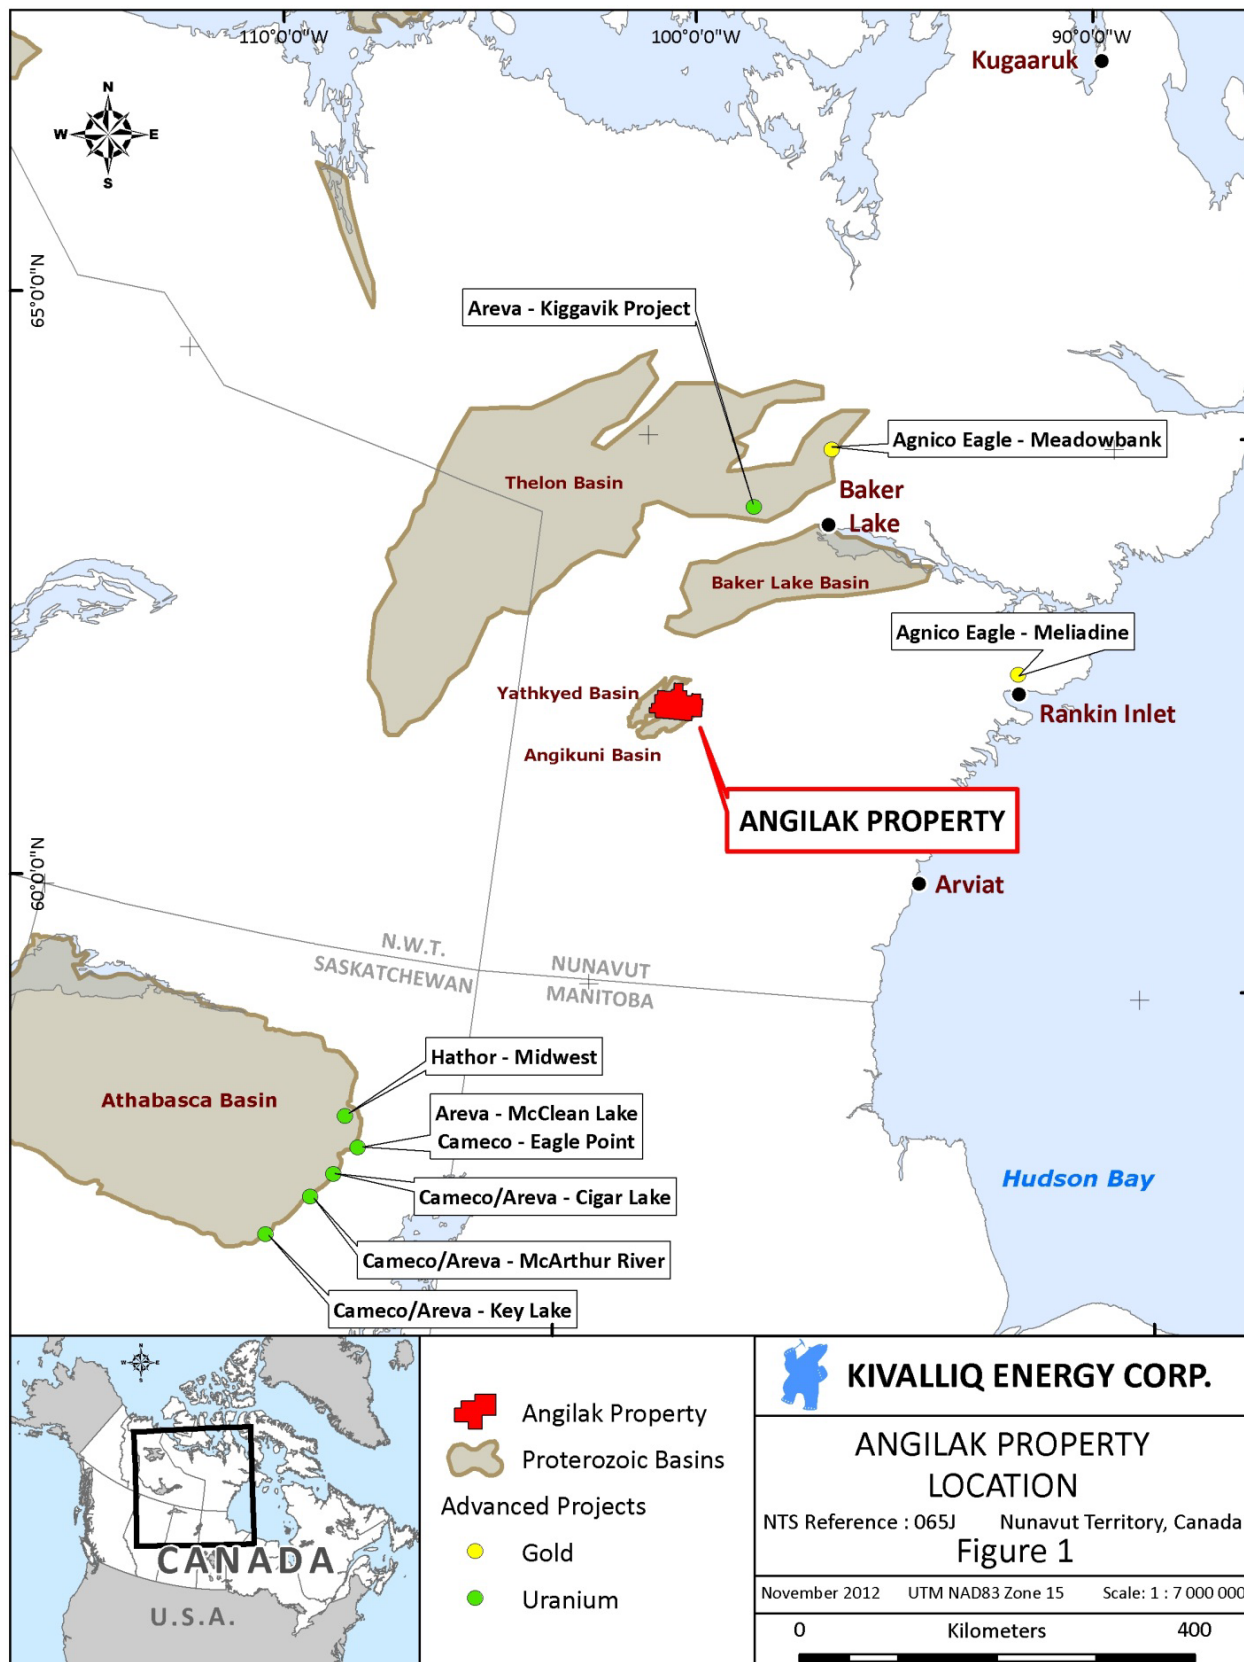 110°0'0"W
100°0'0"W
90°0'0"W
Kugaaruk
N
W
E
S
65°0'0"N
Areva - Kiggavik Project
Agnico Eagle - Meadowbank
Thelon Basin
Baker
Lake
Baker Lake Basin
Agnico Eagle - Meliadine
Yathkyed Basin
Rankin Inlet
Angikuni Basin
ANGILAK PROPERTY
60°0'0"N
Arviat
N.W.T.
NUNAVUT
SASKATCHEWAN
MANITOBA
Hathor - Midwest
Athabasca Basin
Areva - McClean Lake
Cameco - Eagle Point
Hudson Bay
Cameco/Areva - Cigar Lake
Cameco/Areva - McArthur River
Cameco/Areva - Key Lake
N
W
E
S
CANADA
U.S.A.
Angilak Property
Proterozoic Basins
Advanced Projects
Gold
Uranium
KIVALLIQ ENERGY CORP.
ANGILAK PROPERTY
LOCATION
NTS Reference : 065J Nunavut Territory, Canada
Figure 1
November 2012 UTM NAD83 Zone 15 Scale: 1 : 7 000 000
0 Kilometers 400